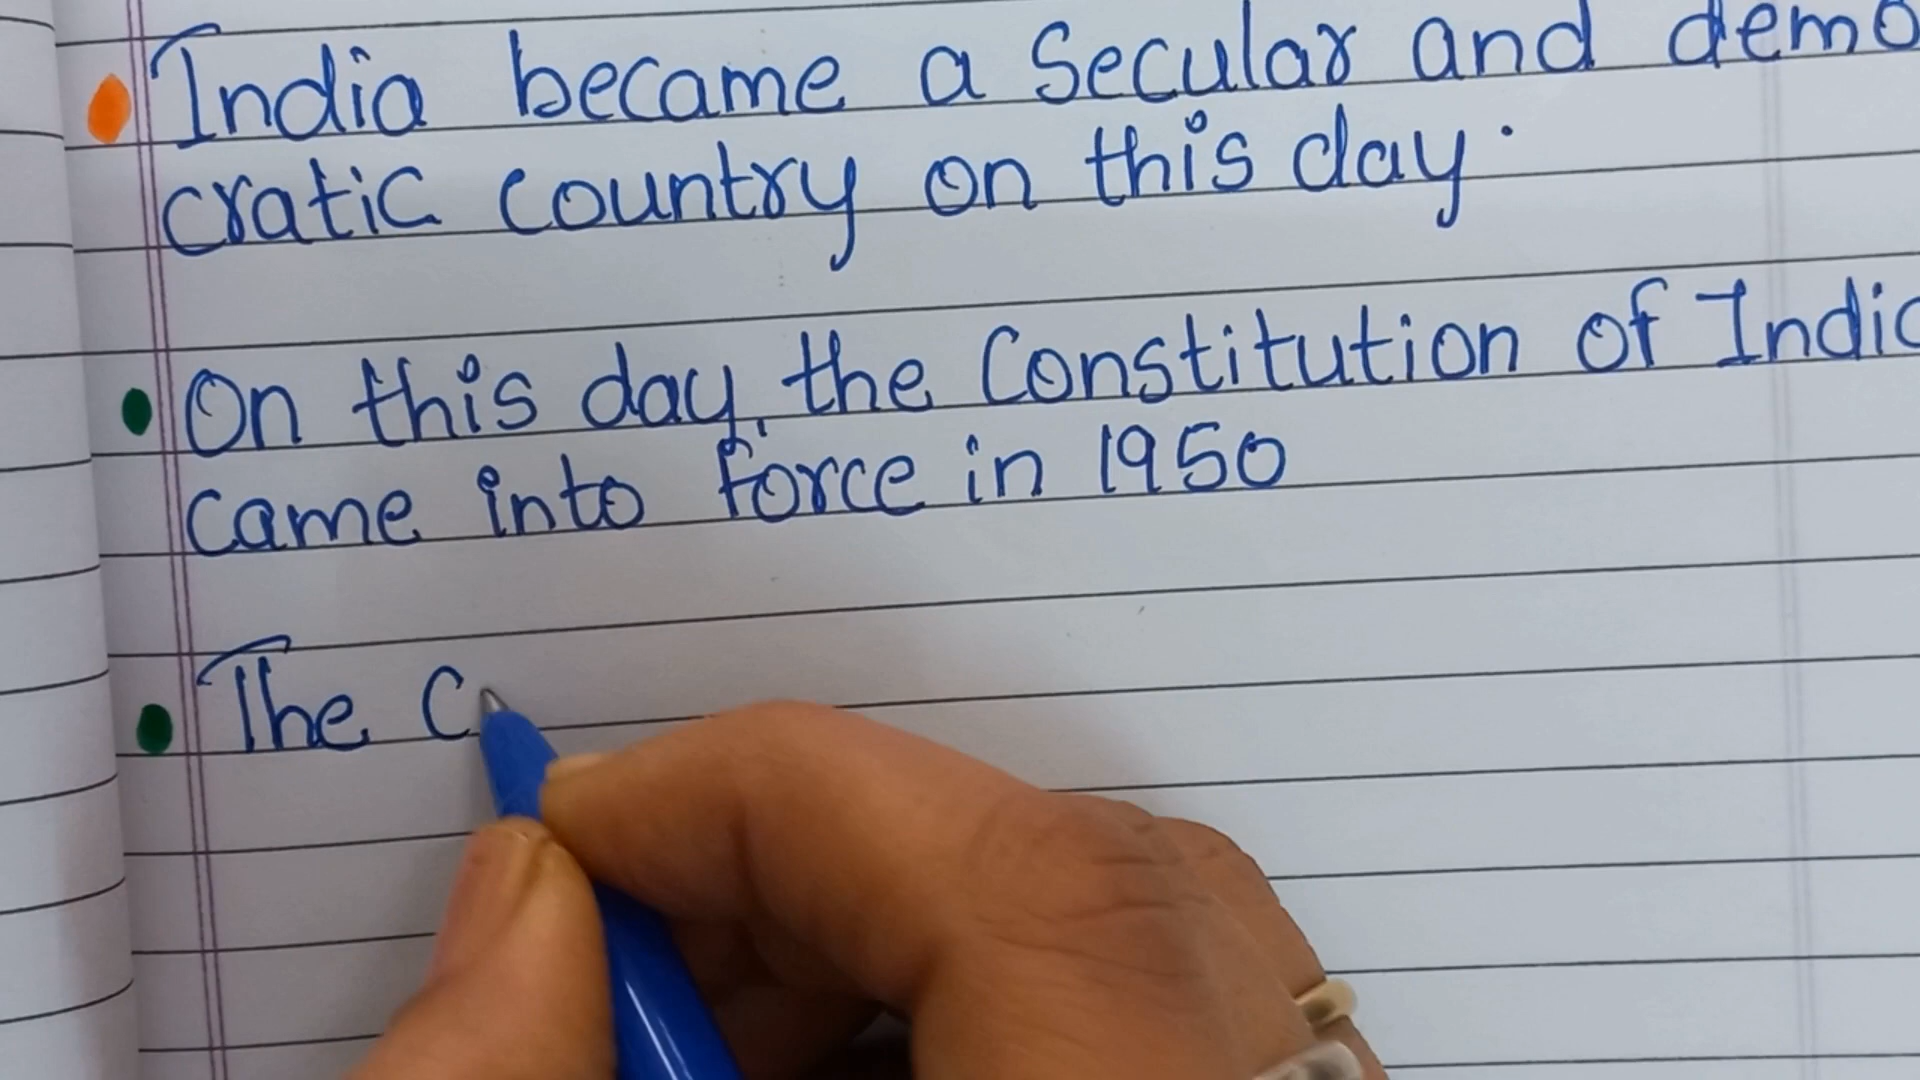 India became a Secular and demo
cratic country on this day.
On this day, the Constitution of India
came into force in 1950
The C